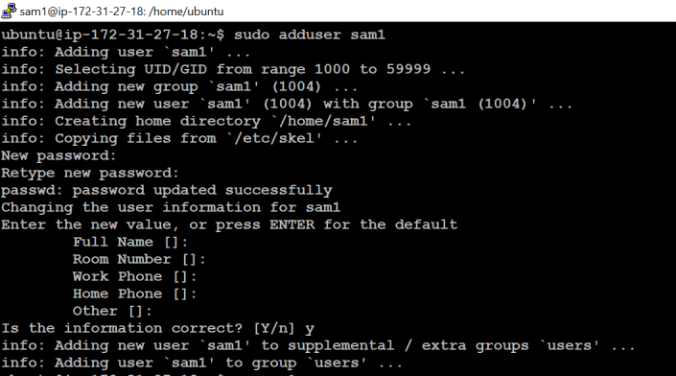 sam1@ip-172-31-27-18: /home/ubuntu
ubuntu@ip-172-31-27-18:~$ sudo adduser sam1
info: Adding user `sam1' ...
info: Selecting UID/GID from range 1000 to 59999 ...
info: Adding new group `sam1' (1004) ...
info: Adding new user `sam1' (1004) with group `sam1 (1004)' ...
info: Creating home directory `/home/sam1' ...
info: Copying files from `/etc/skel' ...
New password:
Retype new password:
passwd: password updated successfully
Changing the user information for sam1
Enter the new value, or press ENTER for the default
Full Name []:
Room Number []:
Work Phone []:
Home Phone []:
Other []:
Is the information correct? [Y/n] y
info: Adding new user `sam1' to supplemental / extra groups `users' ...
info: Adding user `sam1' to group `users' ...